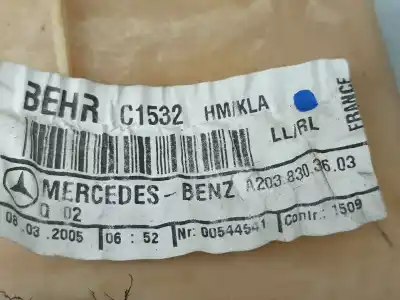 BEHR C1532 HM/KLA
LL/RL
FRANCE
MERCEDES-BENZ A203.830.36.03
Q 02
08.03.2005 06:52 Nr: 00544541 Contr.: 1509